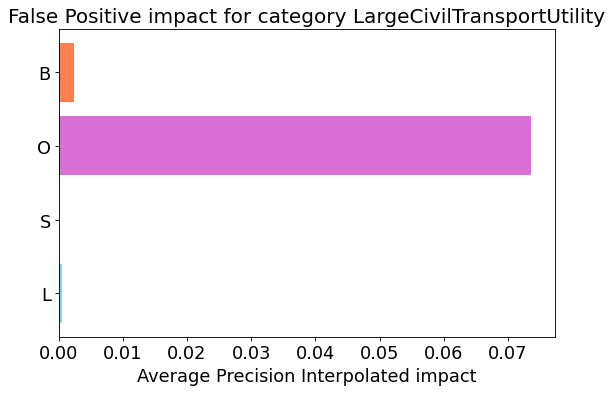 False Positive impact for category LargeCivilTransportUtility
B
O
S
L
0.00 0.01 0.02 0.03 0.04 0.05 0.06 0.07
Average Precision Interpolated impact